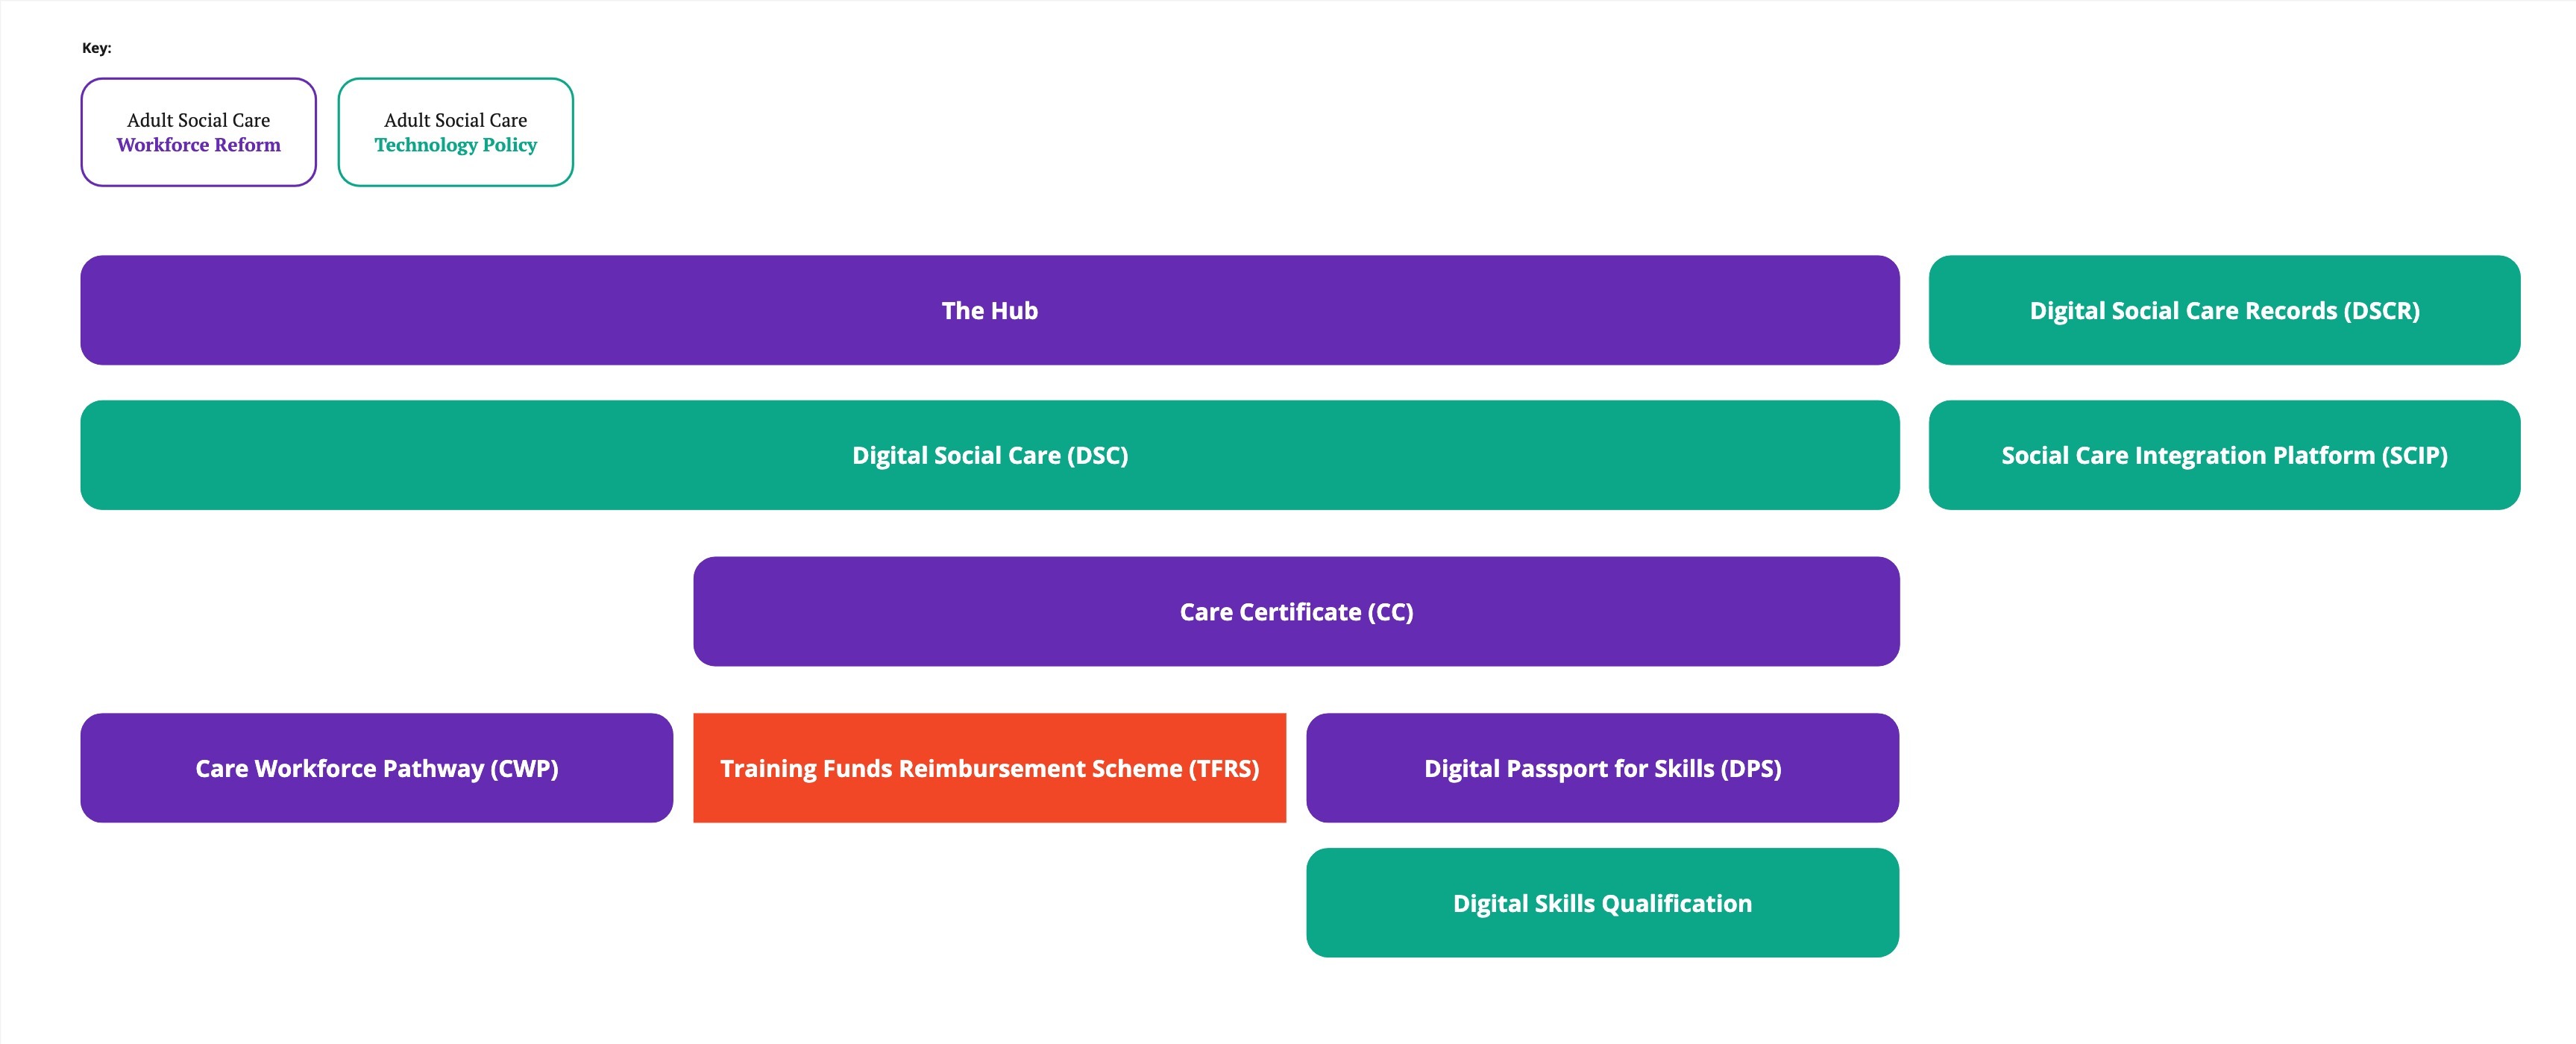 Key:
Adult Social Care
Workforce Reform
Adult Social Care
Technology Policy
The Hub
Digital Social Care Records (DSCR)
Digital Social Care (DSC)
Social Care Integration Platform (SCIP)
Care Certificate (CC)
Care Workforce Pathway (CWP)
Training Funds Reimbursement Scheme (TFRS)
Digital Passport for Skills (DPS)
Digital Skills Qualification